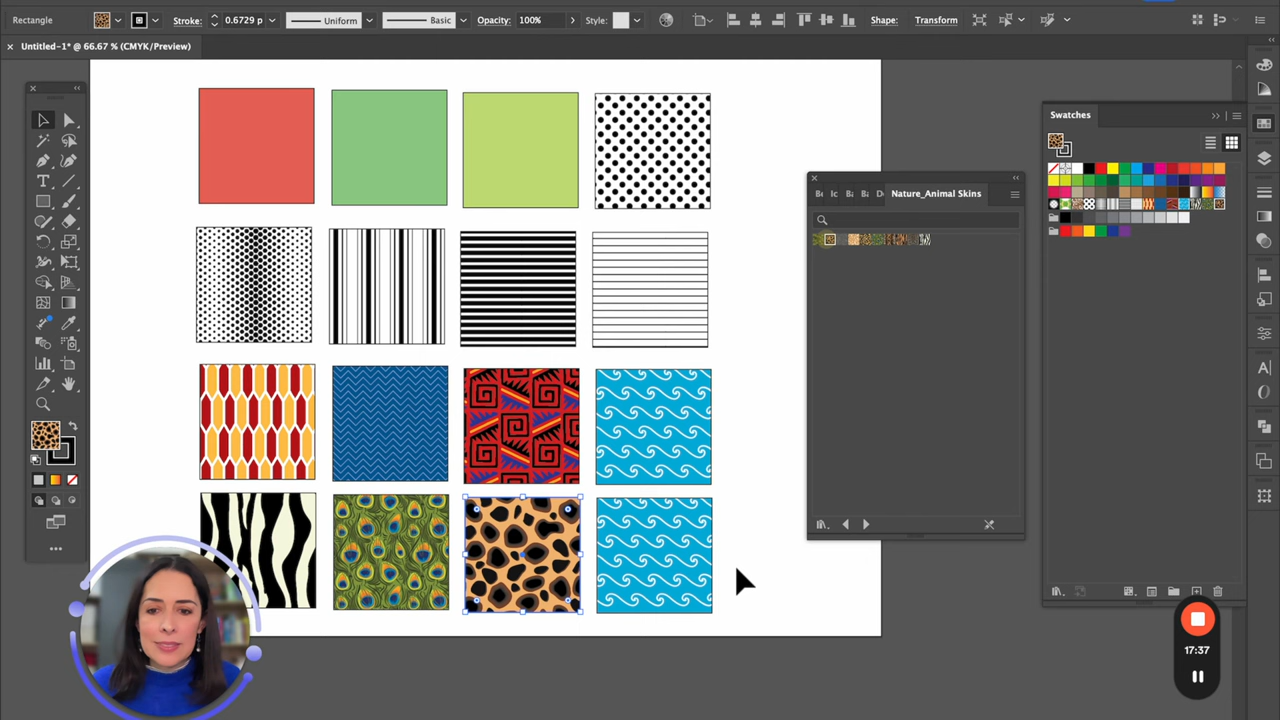 Rectangle
Stroke:
0.6729 p
Uniform
Basic
Opacity:
100%
Style:
Shape:
Transform
Untitled-1* @ 66.67 % (CMYK/Preview)
Swatches
Nature_Animal Skins
17:37